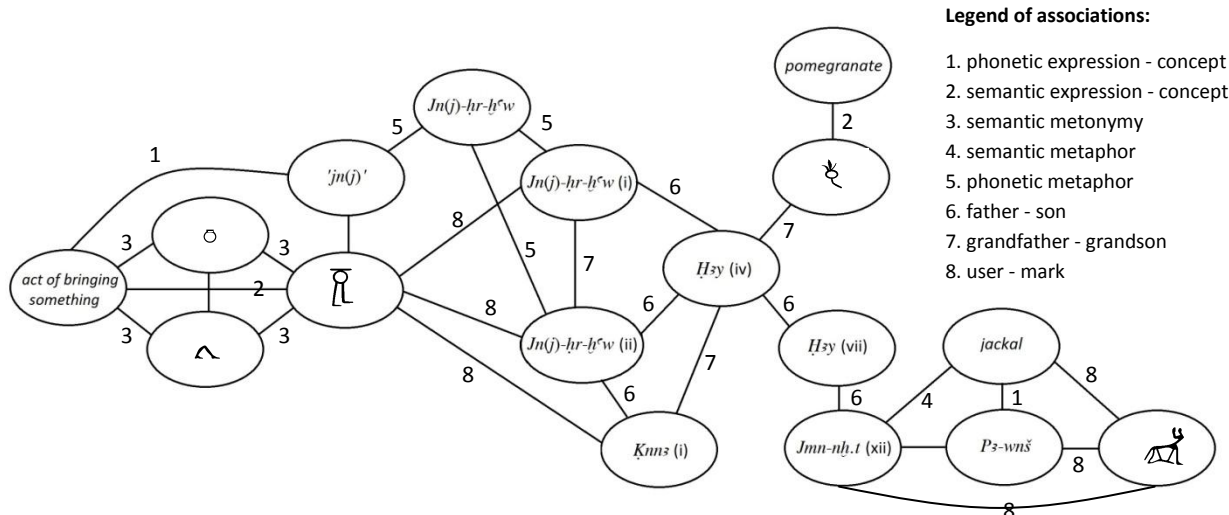 Legend of associations:
1. phonetic expression - concept
2. semantic expression - concept
3. semantic metonymy
4. semantic metaphor
5. phonetic metaphor
6. father - son
7. grandfather - grandson
8. user - mark
pomegranate
2
Jn(j)-ḥr-ḫꜥw
5
5
1
'jn(j)'
Jn(j)-ḥr-ḫꜥw (i)
6
8
7
3
3
5
7
act of bringing
something
2
Ḥꜣy (iv)
8
6
6
3
3
Jn(j)-ḥr-ḫꜥw (ii)
7
Ḥꜣy (vii)
jackal
8
6
6
4
1
8
Ḳnnꜣ (i)
Jmn-nḫ.t (xii)
Pꜣ-wnš
8
8